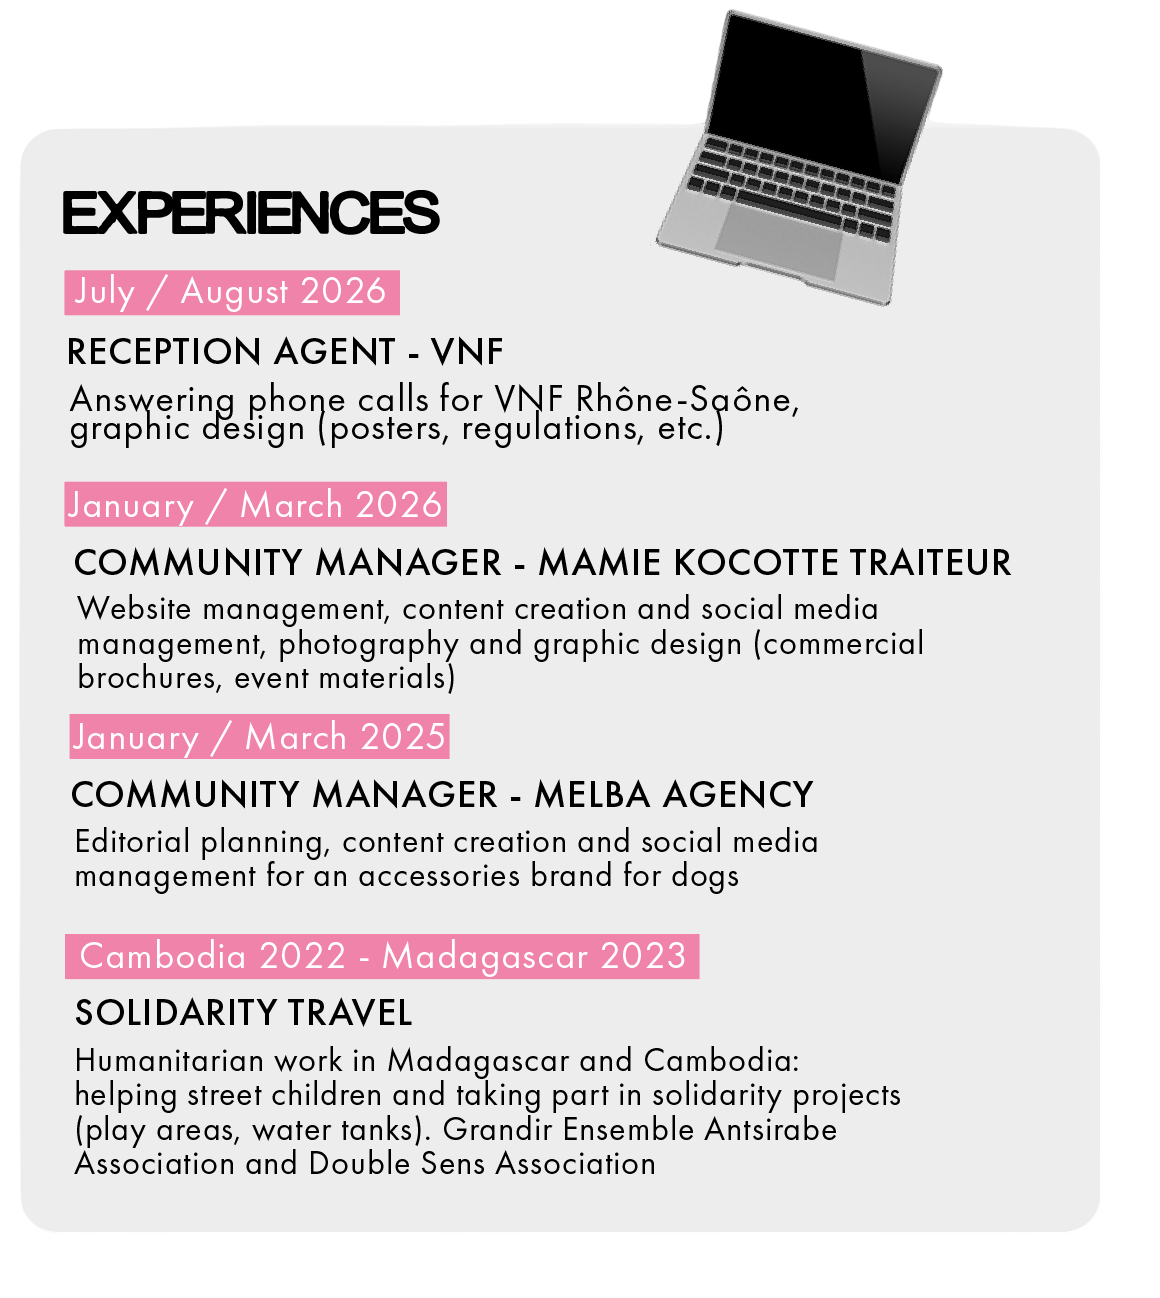 EXPERIENCES
July / August 2026
RECEPTION AGENT - VNF
Answering phone calls for VNF Rhône-Saône,
graphic design (posters, regulations, etc.)
January / March 2026
COMMUNITY MANAGER - MAMIE KOCOTTE TRAITEUR
Website management, content creation and social media
management, photography and graphic design (commercial
brochures, event materials)
January / March 2025
COMMUNITY MANAGER - MELBA AGENCY
Editorial planning, content creation and social media
management for an accessories brand for dogs
Cambodia 2022 - Madagascar 2023
SOLIDARITY TRAVEL
Humanitarian work in Madagascar and Cambodia:
helping street children and taking part in solidarity projects
(play areas, water tanks). Grandir Ensemble Antsirabe
Association and Double Sens Association